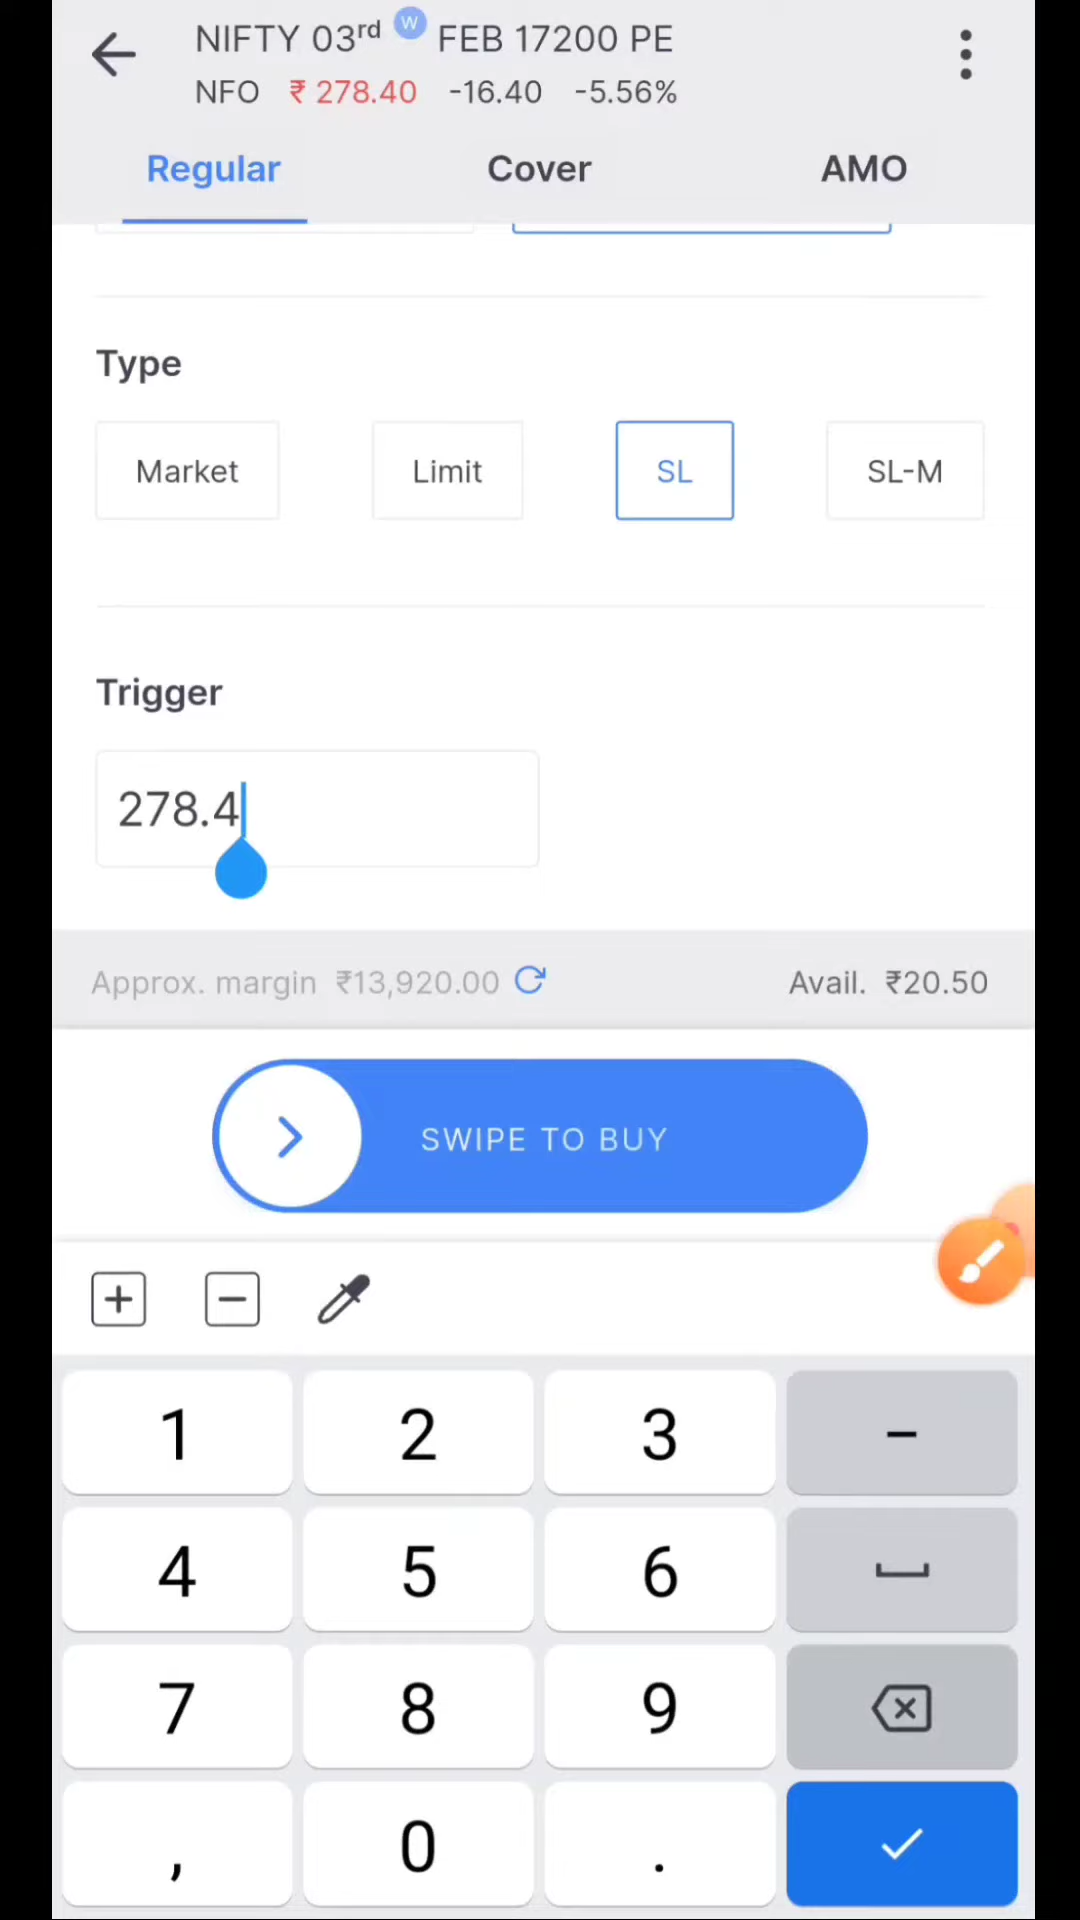 NIFTY 03rd W FEB 17200 PE
NFO ₹ 278.40 -16.40 -5.56%
Regular Cover AMO
Type
Market Limit SL SL-M
Trigger
278.4
Approx. margin ₹13,920.00 Avail. ₹20.50
SWIPE TO BUY
1 2 3 –
4 5 6
7 8 9
, 0 .